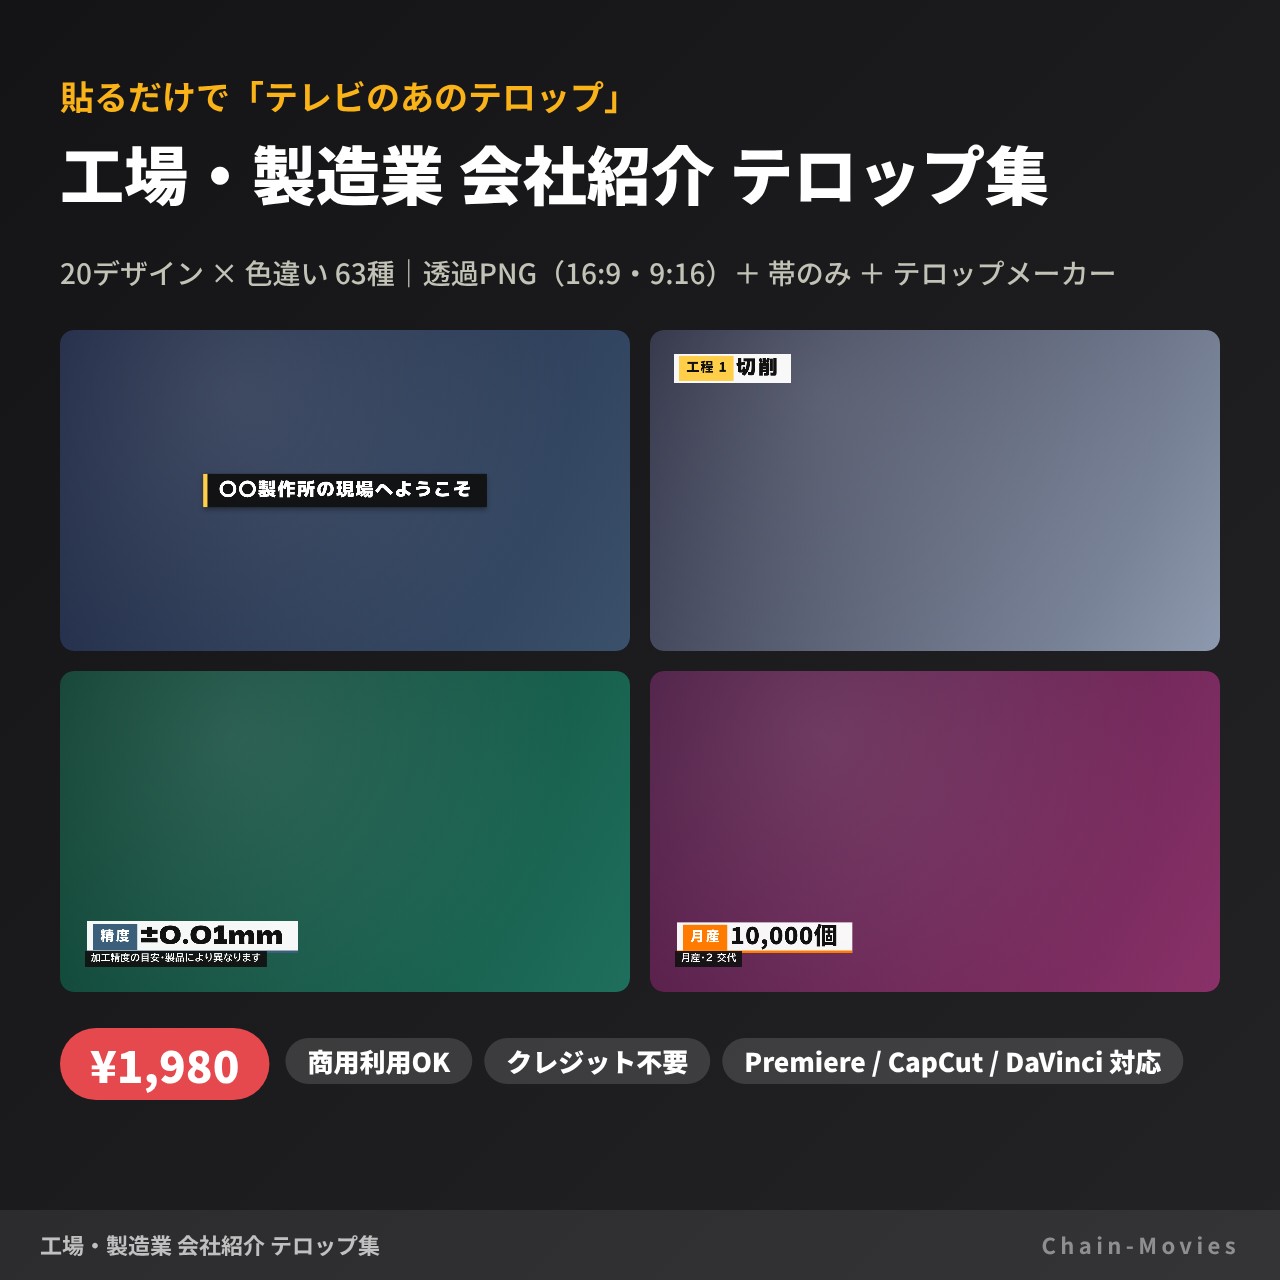 貼るだけで「テレビのあのテロップ」
工場・製造業 会社紹介 テロップ集
20デザイン × 色違い 63種｜透過PNG（16:9・9:16）＋ 帯のみ ＋ テロップメーカー
〇〇製作所の現場へようこそ
工程 1 切削
精度 ±0.01mm
加工精度の目安・製品により異なります
月産 10,000個
月産・2 交代
¥1,980 商用利用OK クレジット不要 Premiere / CapCut / DaVinci 対応
工場・製造業 会社紹介 テロップ集 Chain-Movies